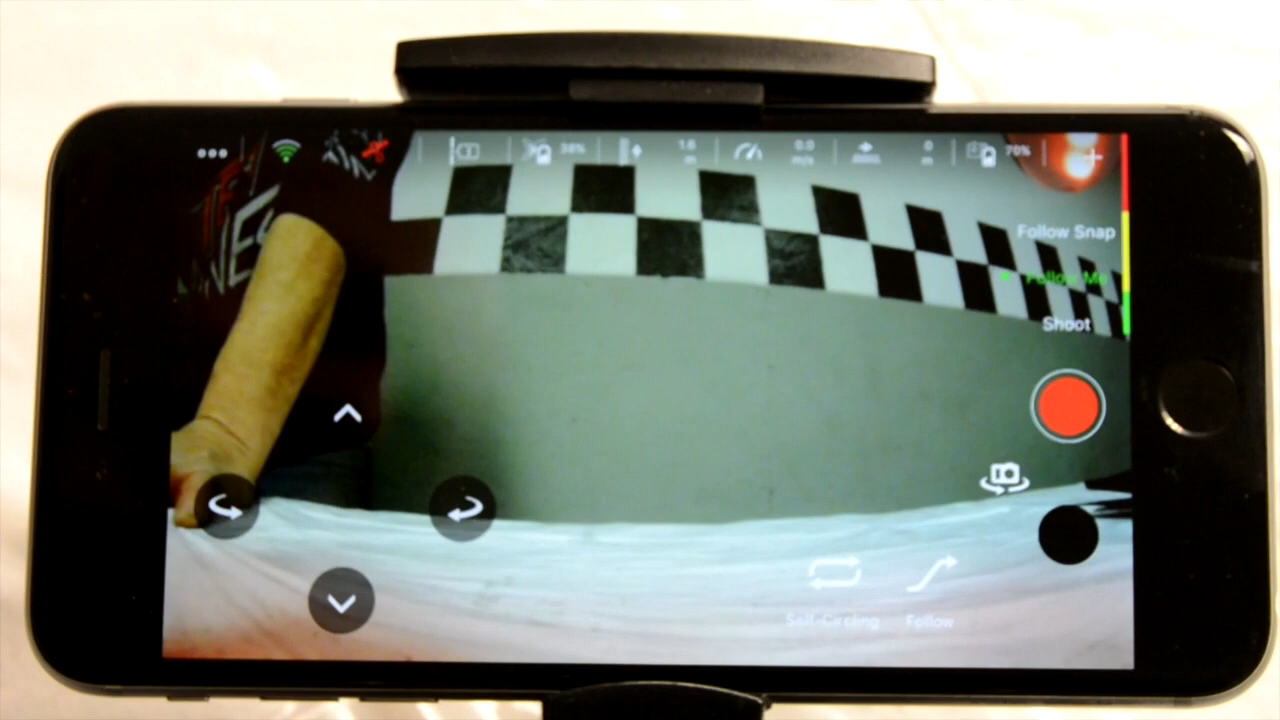 38%
1.6
m
0.0
m/s
0
m
70%
Follow Snap
Follow Me
Shoot
Self-Circling
Follow